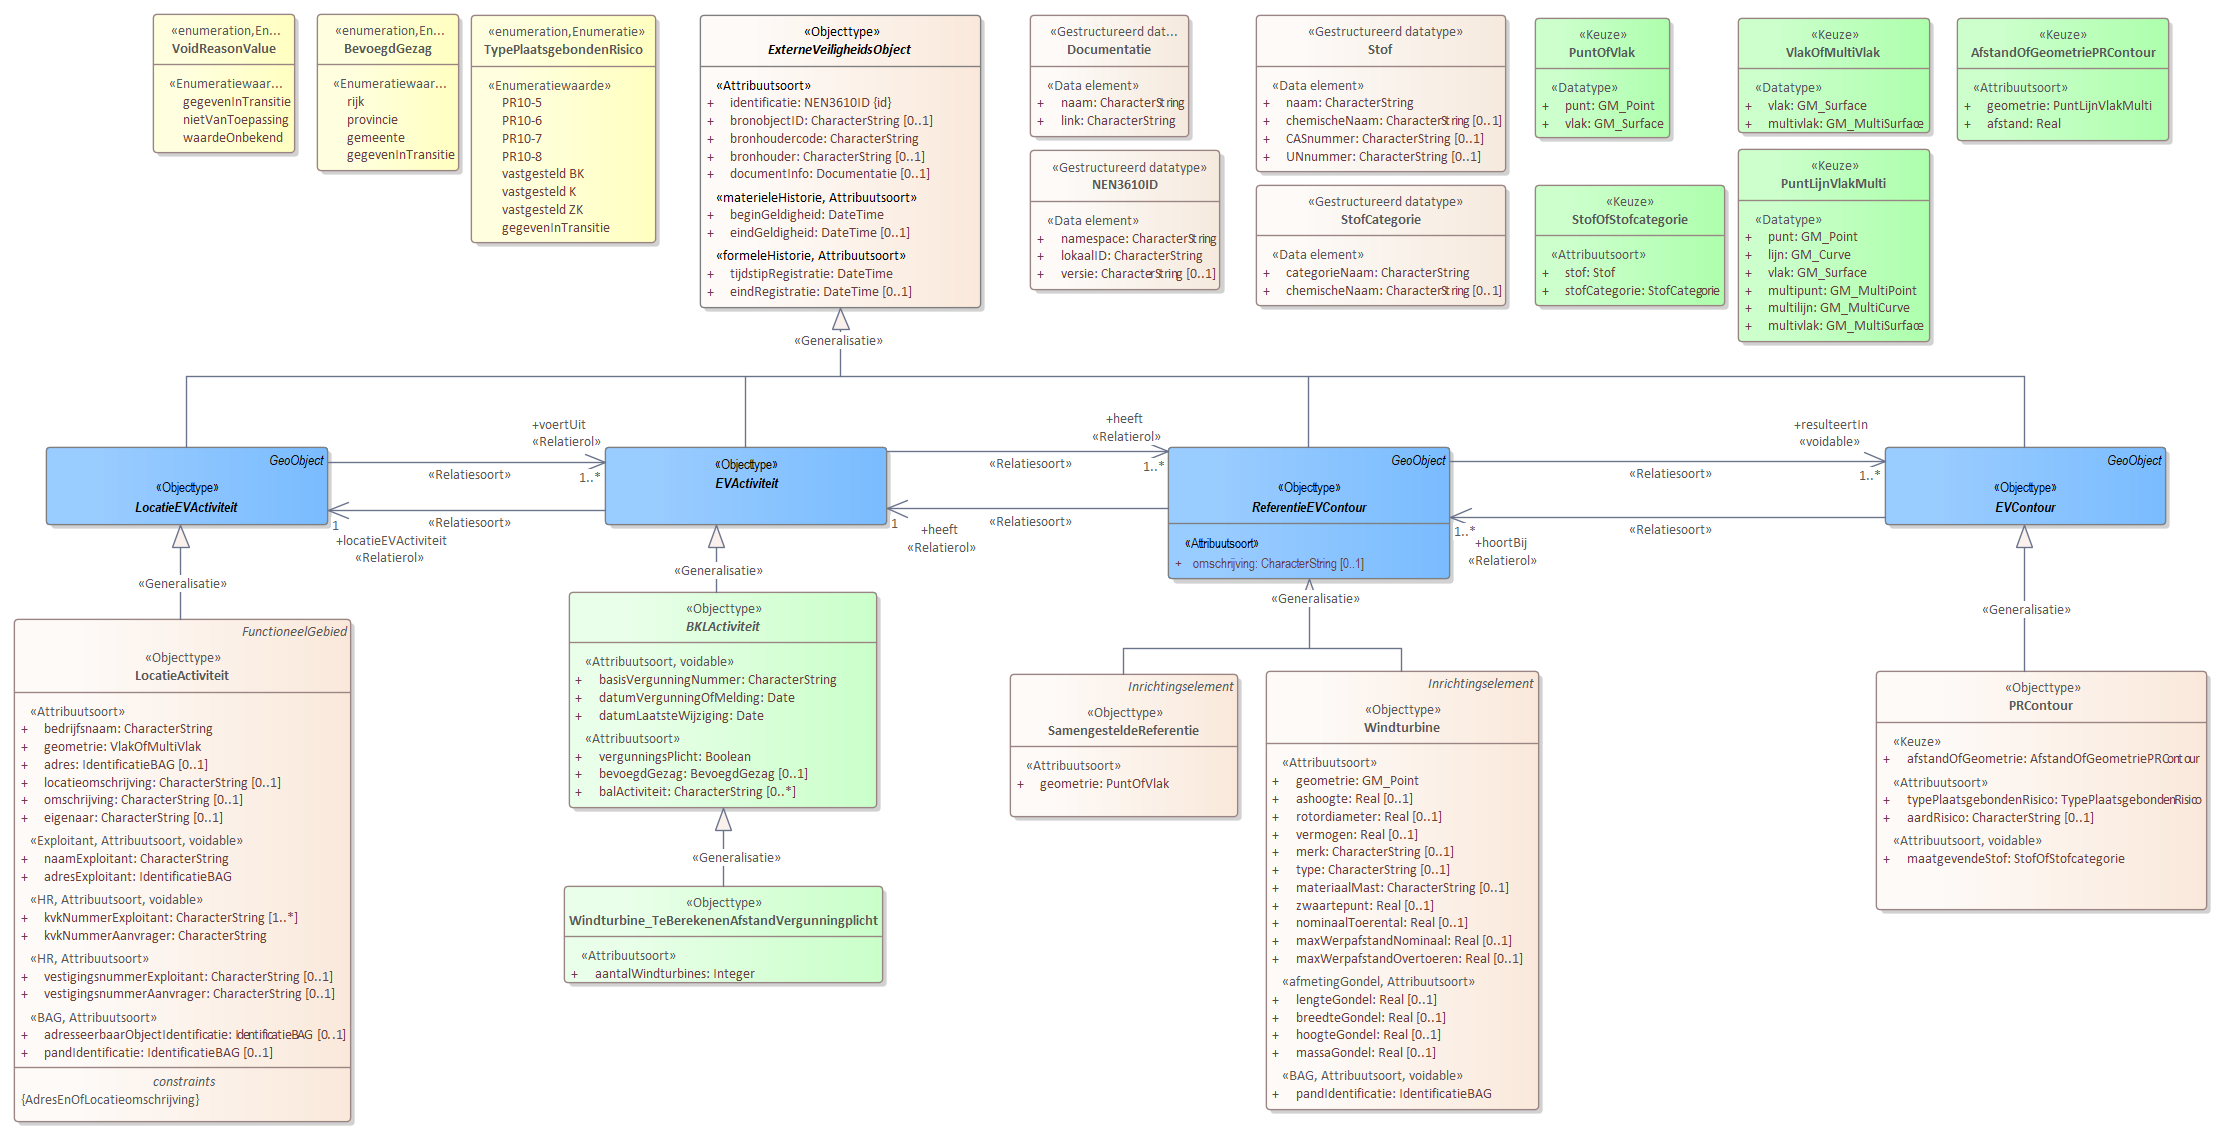 «enumeration,En...
VoidReasonValue
«Enumeratiewaar...
gegevenInTransitie
nietVanToepassing
waardeOnbekend
«enumeration,En...
BevoegdGezag
«Enumeratiewaar...
rijk
provincie
gemeente
gegevenInTransitie
«enumeration,Enumeratie»
TypePlaatsgebondenRisico
«Enumeratiewaarde»
PR10-5
PR10-6
PR10-7
PR10-8
vastgesteld BK
vastgesteld K
vastgesteld ZK
gegevenInTransitie
«Objecttype»
ExterneVeiligheidsObject
«Attribuutsoort»
+ identificatie: NEN3610ID {id}
+ bronobjectID: CharacterString [0..1]
+ bronhoudercode: CharacterString
+ bronhouder: CharacterString [0..1]
+ documentInfo: Documentatie [0..1]
«materieleHistorie, Attribuutsoort»
+ beginGeldigheid: DateTime
+ eindGeldigheid: DateTime [0..1]
«formeleHistorie, Attribuutsoort»
+ tijdstipRegistratie: DateTime
+ eindRegistratie: DateTime [0..1]
«Gestructureerd dat...
Documentatie
«Data element»
+ naam: CharacterString
+ link: CharacterString
«Gestructureerd datatype»
NEN3610ID
«Data element»
+ namespace: CharacterString
+ lokaalID: CharacterString
+ versie: CharacterString [0..1]
«Gestructureerd datatype»
Stof
«Data element»
+ naam: CharacterString
+ chemischeNaam: CharacterString [0..1]
+ CASnummer: CharacterString [0..1]
+ UNnummer: CharacterString [0..1]
«Gestructureerd datatype»
StofCategorie
«Data element»
+ categorieNaam: CharacterString
+ chemischeNaam: CharacterString [0..1]
«Keuze»
PuntOfVlak
«Datatype»
+ punt: GM_Point
+ vlak: GM_Surface
«Keuze»
StofOfStofcategorie
«Attribuutsoort»
+ stof: Stof
+ stofCategorie: StofCategorie
«Keuze»
VlakOfMultiVlak
«Datatype»
+ vlak: GM_Surface
+ multivlak: GM_MultiSurface
«Keuze»
PuntLijnVlakMulti
«Datatype»
+ punt: GM_Point
+ lijn: GM_Curve
+ vlak: GM_Surface
+ multipunt: GM_MultiPoint
+ multilijn: GM_MultiCurve
+ multivlak: GM_MultiSurface
«Keuze»
AfstandOfGeometriePRContour
«Attribuutsoort»
+ geometrie: PuntLijnVlakMulti
+ afstand: Real
«Generalisatie»
GeoObject
«Objecttype»
LocatieEVActiviteit
+voertUit
«Relatierol»
«Relatiesoort»
1..*
«Relatiesoort»
1
+locatieEVActiviteit
«Relatierol»
«Objecttype»
EVActiviteit
+heeft
«Relatierol»
«Relatiesoort»
1..*
«Relatiesoort»
1
+heeft
«Relatierol»
GeoObject
«Objecttype»
ReferentieEVContour
«Attribuutsoort»
+ omschrijving: CharacterString [0..1]
+resulteertIn
«voidable»
«Relatiesoort»
1..*
«Relatiesoort»
1..*
+hoortBij
«Relatierol»
GeoObject
«Objecttype»
EVContour
«Generalisatie»
FunctioneelGebied
«Objecttype»
LocatieActiviteit
«Attribuutsoort»
+ bedrijfsnaam: CharacterString
+ geometrie: VlakOfMultiVlak
+ adres: IdentificatieBAG [0..1]
+ locatieomschrijving: CharacterString [0..1]
+ omschrijving: CharacterString [0..1]
+ eigenaar: CharacterString [0..1]
«Exploitant, Attribuutsoort, voidable»
+ naamExploitant: CharacterString
+ adresExploitant: IdentificatieBAG
«HR, Attribuutsoort, voidable»
+ kvkNummerExploitant: CharacterString [1..*]
+ kvkNummerAanvrager: CharacterString
«HR, Attribuutsoort»
+ vestigingsnummerExploitant: CharacterString [0..1]
+ vestigingsnummerAanvrager: CharacterString [0..1]
«BAG, Attribuutsoort»
+ adresseerbaarObjectIdentificatie: IdentificatieBAG [0..1]
+ pandIdentificatie: IdentificatieBAG [0..1]
constraints
{AdresEnOfLocatieomschrijving}
«Generalisatie»
«Objecttype»
BKLActiviteit
«Attribuutsoort, voidable»
+ basisVergunningNummer: CharacterString
+ datumVergunningOfMelding: Date
+ datumLaatsteWijziging: Date
«Attribuutsoort»
+ vergunningsPlicht: Boolean
+ bevoegdGezag: BevoegdGezag [0..1]
+ balActiviteit: CharacterString [0..*]
«Generalisatie»
«Objecttype»
Windturbine_TeBerekenenAfstandVergunningplicht
«Attribuutsoort»
+ aantalWindturbines: Integer
«Generalisatie»
Inrichtingselement
«Objecttype»
SamengesteldeReferentie
«Attribuutsoort»
+ geometrie: PuntOfVlak
Inrichtingselement
«Objecttype»
Windturbine
«Attribuutsoort»
+ geometrie: GM_Point
+ ashoogte: Real [0..1]
+ rotordiameter: Real [0..1]
+ vermogen: Real [0..1]
+ merk: CharacterString [0..1]
+ type: CharacterString [0..1]
+ materiaalMast: CharacterString [0..1]
+ zwaartepunt: Real [0..1]
+ nominaalToerental: Real [0..1]
+ maxWerpafstandNominaal: Real [0..1]
+ maxWerpafstandOvertoeren: Real [0..1]
«afmetingGondel, Attribuutsoort»
+ lengteGondel: Real [0..1]
+ breedteGondel: Real [0..1]
+ hoogteGondel: Real [0..1]
+ massaGondel: Real [0..1]
«BAG, Attribuutsoort, voidable»
+ pandIdentificatie: IdentificatieBAG
«Generalisatie»
«Objecttype»
PRContour
«Keuze»
+ afstandOfGeometrie: AfstandOfGeometriePRContour
«Attribuutsoort»
+ typePlaatsgebondenRisico: TypePlaatsgebondenRisico
+ aardRisico: CharacterString [0..1]
«Attribuutsoort, voidable»
+ maatgevendeStof: StofOfStofcategorie